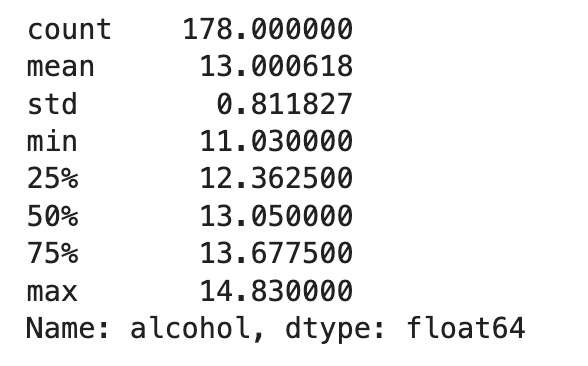 count    178.000000
mean      13.000618
std        0.811827
min       11.030000
25%       12.362500
50%       13.050000
75%       13.677500
max       14.830000
Name: alcohol, dtype: float64